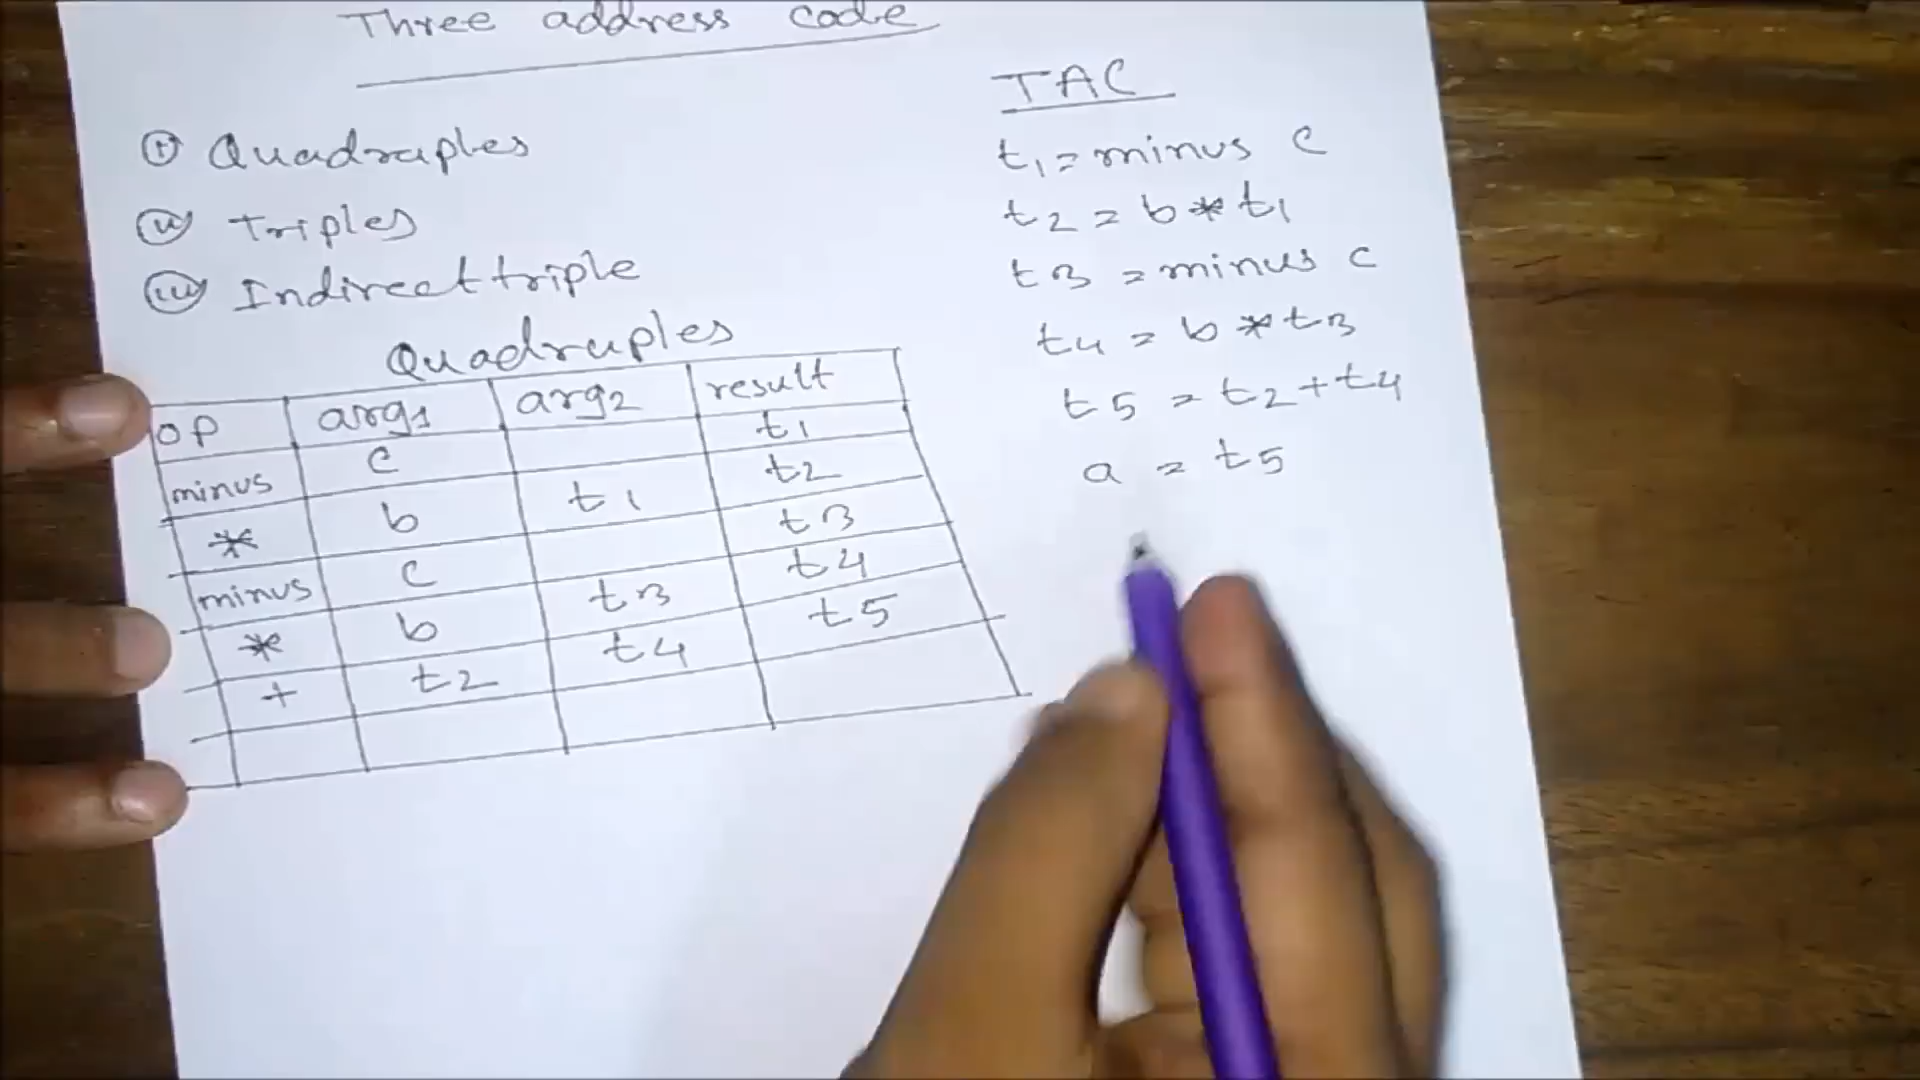 Three address code
i Quadruples
ii Triples
iii Indirect triple
Quadruples
op arg1 arg2 result
minus c t1
* b t1 t2
minus c t3
* b t3 t4
+ t2 t4 t5
TAC
t1 = minus c
t2 = b * t1
t3 = minus c
t4 = b * t3
t5 = t2 + t4
a = t5